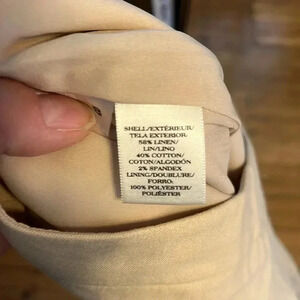 SHELL/EXTÉRIEUR/
TELA EXTERIOR:
58% LINEN/
LIN/LINO
40% COTTON/
COTON/ALGODÓN
2% SPANDEX
LINING/DOUBLURE/
FORRO:
100% POLYESTER/
POLIÉSTER